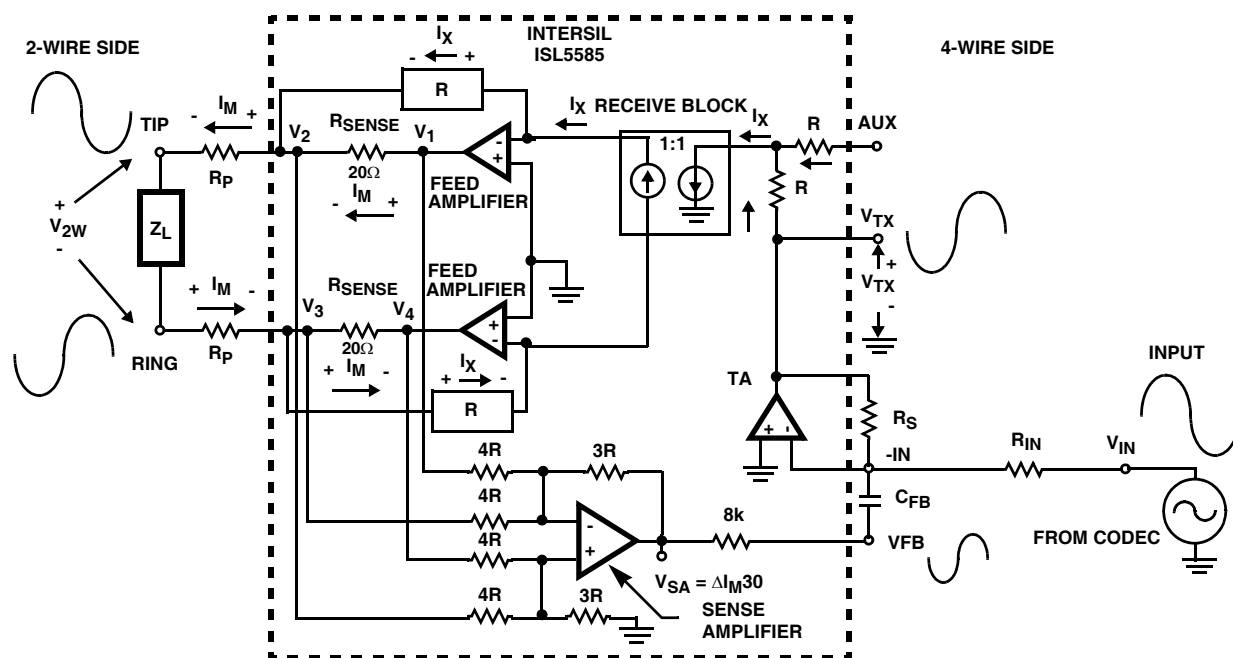 2-WIRE SIDE
INTERSIL
ISL5585
4-WIRE SIDE
IX
- +
R
- IM +
TIP
RP
V2
RSENSE
20Ω
IM
- +
V1
- +
FEED
AMPLIFIER
IX
RECEIVE BLOCK
1:1
IX
R
AUX
R
+
V2W
-
ZL
VTX
+
VTX
-
FEED
AMPLIFIER
+ IM -
RING
RP
V3
RSENSE
20Ω
+ IM -
V4
+ -
IX
+ -
R
TA
+ -
RS
-IN
RIN
VIN
INPUT
CFB
VFB
FROM CODEC
4R
3R
4R
4R
4R
3R
- +
8k
VSA = ΔIM30
SENSE
AMPLIFIER